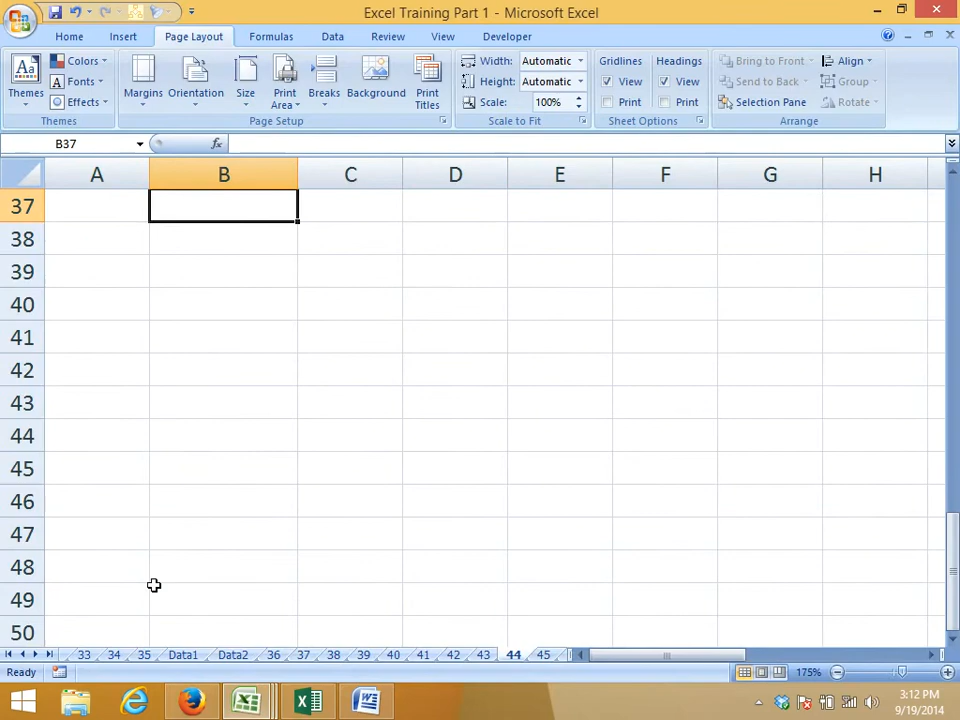 Excel Training Part 1 - Microsoft Excel
Home Insert Page Layout Formulas Data Review View Developer
Themes Colors Fonts Effects Themes
Margins Orientation Size Print Area Breaks Background Print Titles Page Setup
Width: Automatic Height: Automatic Scale: 100% Scale to Fit
Gridlines View Print Headings View Print Sheet Options
Bring to Front Send to Back Selection Pane Align Group Rotate Arrange
B37 fx
A B C D E F G H
37
38
39
40
41
42
43
44
45
46
47
48
49
50
33 34 35 Data1 Data2 36 37 38 39 40 41 42 43 44 45
Ready 175%
3:12 PM
9/19/2014